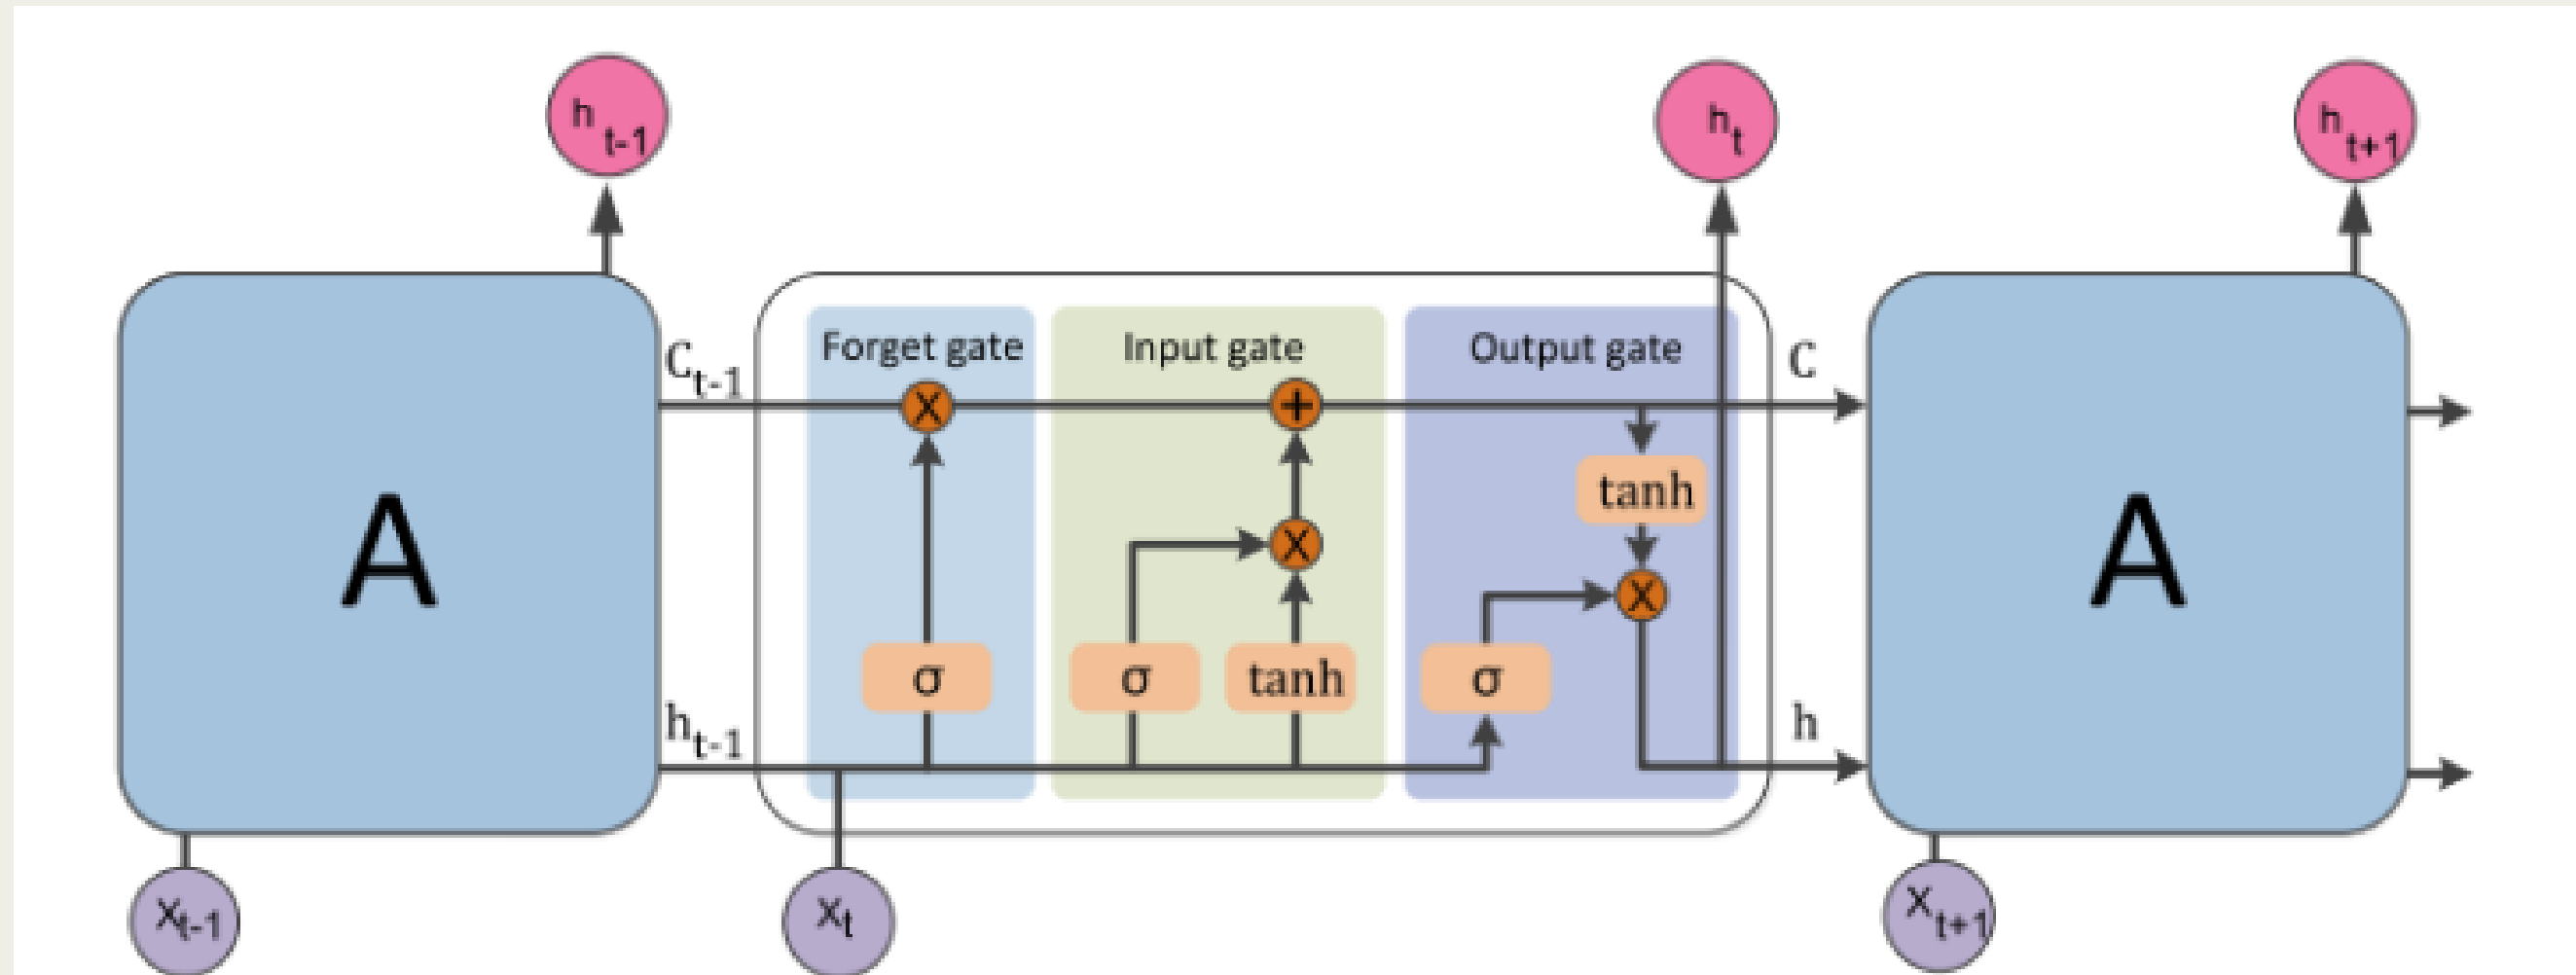 h t-1
h t
h t+1
Forget gate Input gate Output gate
C t-1
C
X
+
tanh
A
X
A
X
σ
σ
tanh
σ
h t-1
h
X t-1
X t
X t+1